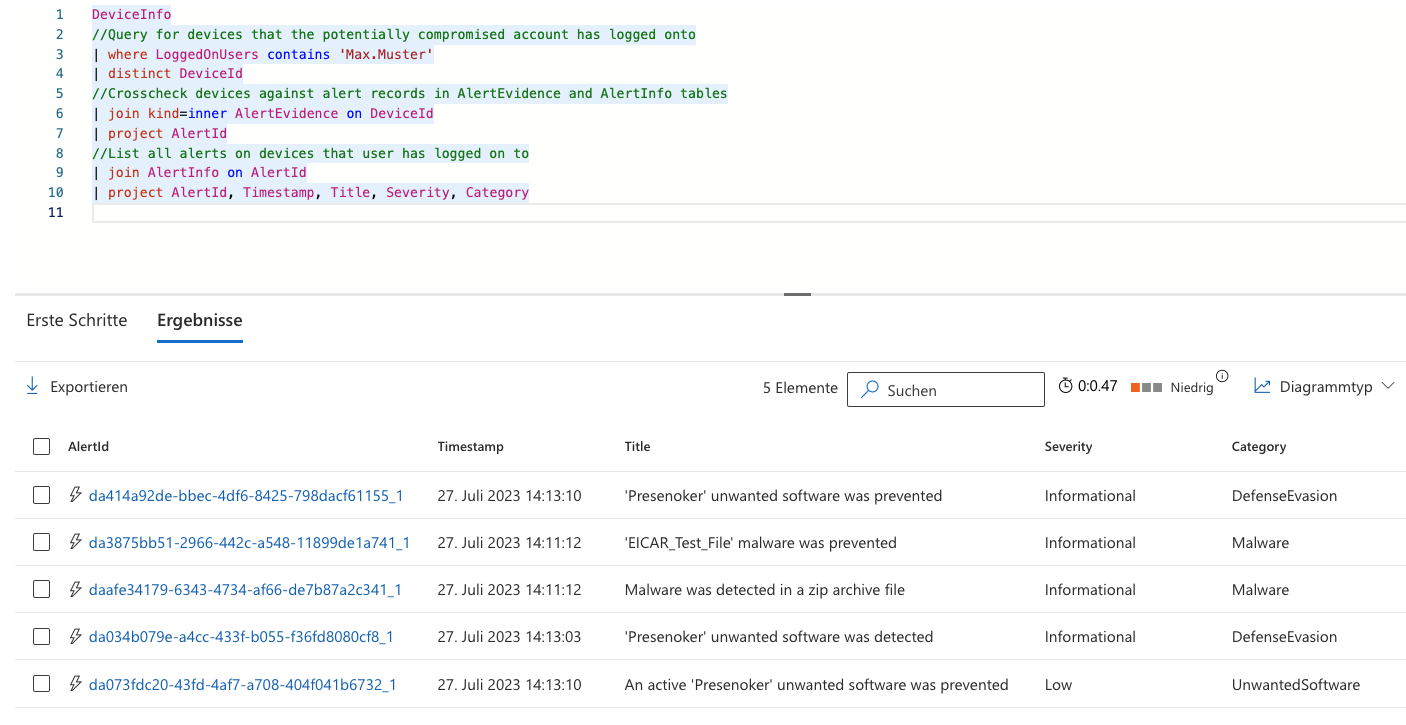 1 DeviceInfo
2 //Query for devices that the potentially compromised account has logged onto
3 | where LoggedOnUsers contains 'Max.Muster'
4 | distinct DeviceId
5 //Crosscheck devices against alert records in AlertEvidence and AlertInfo tables
6 | join kind=inner AlertEvidence on DeviceId
7 | project AlertId
8 //List all alerts on devices that user has logged on to
9 | join AlertInfo on AlertId
10 | project AlertId, Timestamp, Title, Severity, Category
11
Erste Schritte Ergebnisse
Exportieren 5 Elemente Suchen 0:0.47 Niedrig Diagrammtyp
AlertId Timestamp Title Severity Category
da414a92de-bbec-4df6-8425-798dacf61155_1 27. Juli 2023 14:13:10 'Presenoker' unwanted software was prevented Informational DefenseEvasion
da3875bb51-2966-442c-a548-11899de1a741_1 27. Juli 2023 14:11:12 'EICAR_Test_File' malware was prevented Informational Malware
daafe34179-6343-4734-af66-de7b87a2c341_1 27. Juli 2023 14:11:12 Malware was detected in a zip archive file Informational Malware
da034b079e-a4cc-433f-b055-f36fd8080cf8_1 27. Juli 2023 14:13:03 'Presenoker' unwanted software was detected Informational DefenseEvasion
da073fdc20-43fd-4af7-a708-404f041b6732_1 27. Juli 2023 14:13:10 An active 'Presenoker' unwanted software was prevented Low UnwantedSoftware